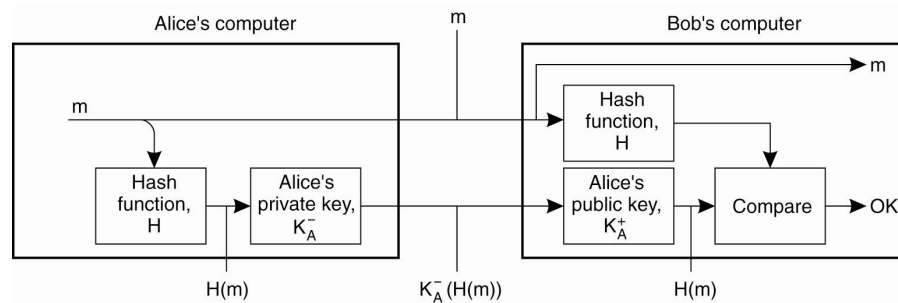 Alice's computer
m
Bob's computer
m
m
Hash
function,
H
Hash
function,
H
Alice's
private key,
K_A^-
Alice's
public key,
K_A^+
Compare
OK
H(m)
K_A^-(H(m))
H(m)